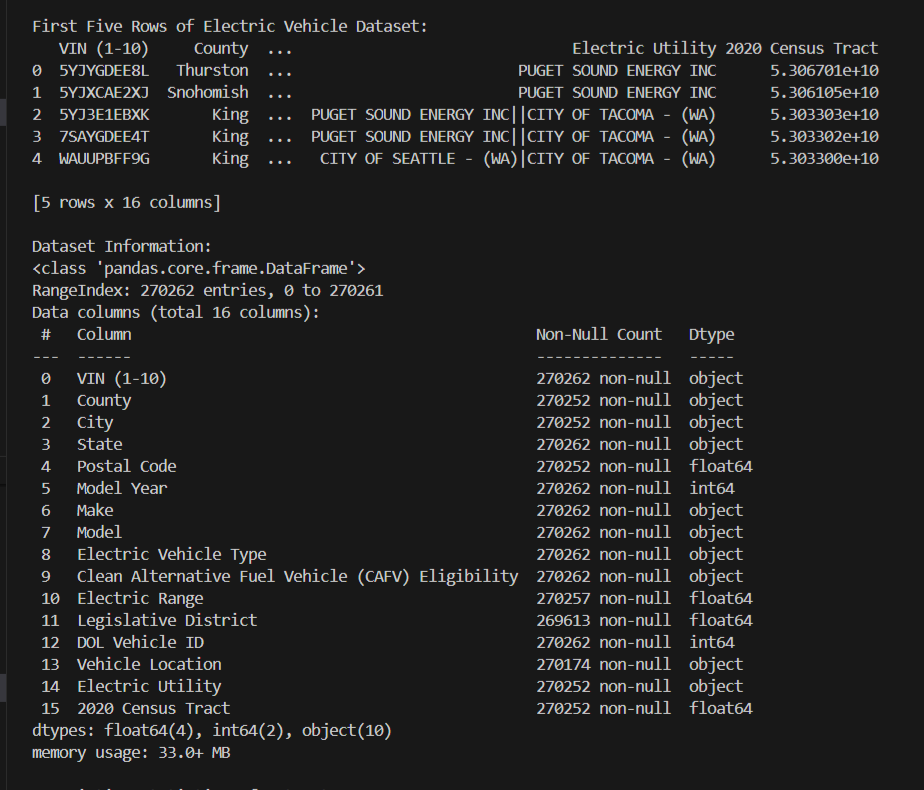 First Five Rows of Electric Vehicle Dataset:
   VIN (1-10)     County  ...                               Electric Utility 2020 Census Tract
0  5YJYGDEE8L   Thurston  ...                         PUGET SOUND ENERGY INC      5.306701e+10
1  5YJXCAE2XJ  Snohomish  ...                         PUGET SOUND ENERGY INC      5.306105e+10
2  5YJ3E1EBXK       King  ...  PUGET SOUND ENERGY INC||CITY OF TACOMA - (WA)      5.303303e+10
3  7SAYGDEE4T       King  ...  PUGET SOUND ENERGY INC||CITY OF TACOMA - (WA)      5.303302e+10
4  WAUUPBFF9G       King  ...   CITY OF SEATTLE - (WA)|CITY OF TACOMA - (WA)      5.303300e+10

[5 rows x 16 columns]

Dataset Information:
<class 'pandas.core.frame.DataFrame'>
RangeIndex: 270262 entries, 0 to 270261
Data columns (total 16 columns):
 #   Column                                             Non-Null Count   Dtype
---  ------                                             --------------   -----
 0   VIN (1-10)                                         270262 non-null  object
 1   County                                             270252 non-null  object
 2   City                                               270252 non-null  object
 3   State                                              270262 non-null  object
 4   Postal Code                                        270252 non-null  float64
 5   Model Year                                         270262 non-null  int64
 6   Make                                               270262 non-null  object
 7   Model                                              270262 non-null  object
 8   Electric Vehicle Type                              270262 non-null  object
 9   Clean Alternative Fuel Vehicle (CAFV) Eligibility  270262 non-null  object
 10  Electric Range                                     270257 non-null  float64
 11  Legislative District                               269613 non-null  float64
 12  DOL Vehicle ID                                     270262 non-null  int64
 13  Vehicle Location                                   270174 non-null  object
 14  Electric Utility                                   270252 non-null  object
 15  2020 Census Tract                                  270252 non-null  float64
dtypes: float64(4), int64(2), object(10)
memory usage: 33.0+ MB